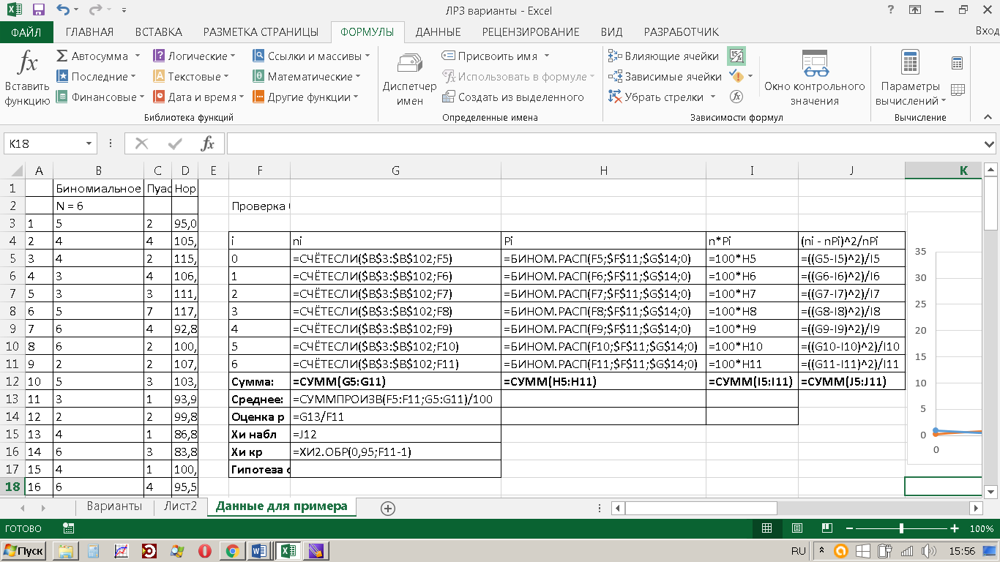 ЛР3 варианты - Excel
?
ФАЙЛ ГЛАВНАЯ ВСТАВКА РАЗМЕТКА СТРАНИЦЫ ФОРМУЛЫ ДАННЫЕ РЕЦЕНЗИРОВАНИЕ ВИД РАЗРАБОТЧИК Вход
Вставить функцию
Автосумма
Последние
Финансовые
Логические
Текстовые
Дата и время
Ссылки и массивы
Математические
Другие функции
Библиотека функций
Диспетчер имен
Присвоить имя
Использовать в формуле
Создать из выделенного
Определенные имена
Влияющие ячейки
Зависимые ячейки
Убрать стрелки
Зависимости формул
Окно контрольного значения
Параметры вычислений
Вычисление
K18 fx
A B C D E F G H I J K
1 Биномиальное Пуас Нор
2 N = 6 Проверка
3 1 5 2 95,0
4 2 4 4 105, i ni Pi n*Pi (ni - nPi)^2/nPi
5 3 4 2 115, 0 =СЧЁТЕСЛИ($B$3:$B$102;F5) =БИНОМ.РАСП(F5;$F$11;$G$14;0) =100*H5 =((G5-I5)^2)/I5
6 4 3 4 106, 1 =СЧЁТЕСЛИ($B$3:$B$102;F6) =БИНОМ.РАСП(F6;$F$11;$G$14;0) =100*H6 =((G6-I6)^2)/I6
7 5 3 3 111, 2 =СЧЁТЕСЛИ($B$3:$B$102;F7) =БИНОМ.РАСП(F7;$F$11;$G$14;0) =100*H7 =((G7-I7)^2)/I7
8 6 5 7 117, 3 =СЧЁТЕСЛИ($B$3:$B$102;F8) =БИНОМ.РАСП(F8;$F$11;$G$14;0) =100*H8 =((G8-I8)^2)/I8
9 7 6 4 92,8 4 =СЧЁТЕСЛИ($B$3:$B$102;F9) =БИНОМ.РАСП(F9;$F$11;$G$14;0) =100*H9 =((G9-I9)^2)/I9
10 8 6 2 100, 5 =СЧЁТЕСЛИ($B$3:$B$102;F10) =БИНОМ.РАСП(F10;$F$11;$G$14;0) =100*H10 =((G10-I10)^2)/I10
11 9 2 2 107, 6 =СЧЁТЕСЛИ($B$3:$B$102;F11) =БИНОМ.РАСП(F11;$F$11;$G$14;0) =100*H11 =((G11-I11)^2)/I11
12 10 5 3 103, Сумма: =СУММ(G5:G11) =СУММ(H5:H11) =СУММ(I5:I11) =СУММ(J5:J11)
13 11 3 1 93,9 Среднее: =СУММПРОИЗВ(F5:F11;G5:G11)/100
14 12 2 2 99,8 Оценка р =G13/F11
15 13 4 1 86,8 Хи набл =J12
16 14 6 3 83,8 Хи кр =ХИ2.ОБР(0,95;F11-1)
17 15 4 1 100, Гипотеза
18 16 6 4 95,5
35
30
25
20
15
10
5
0
0
Варианты Лист2 Данные для примера
ГОТОВО 100%
Пуск RU 15:56